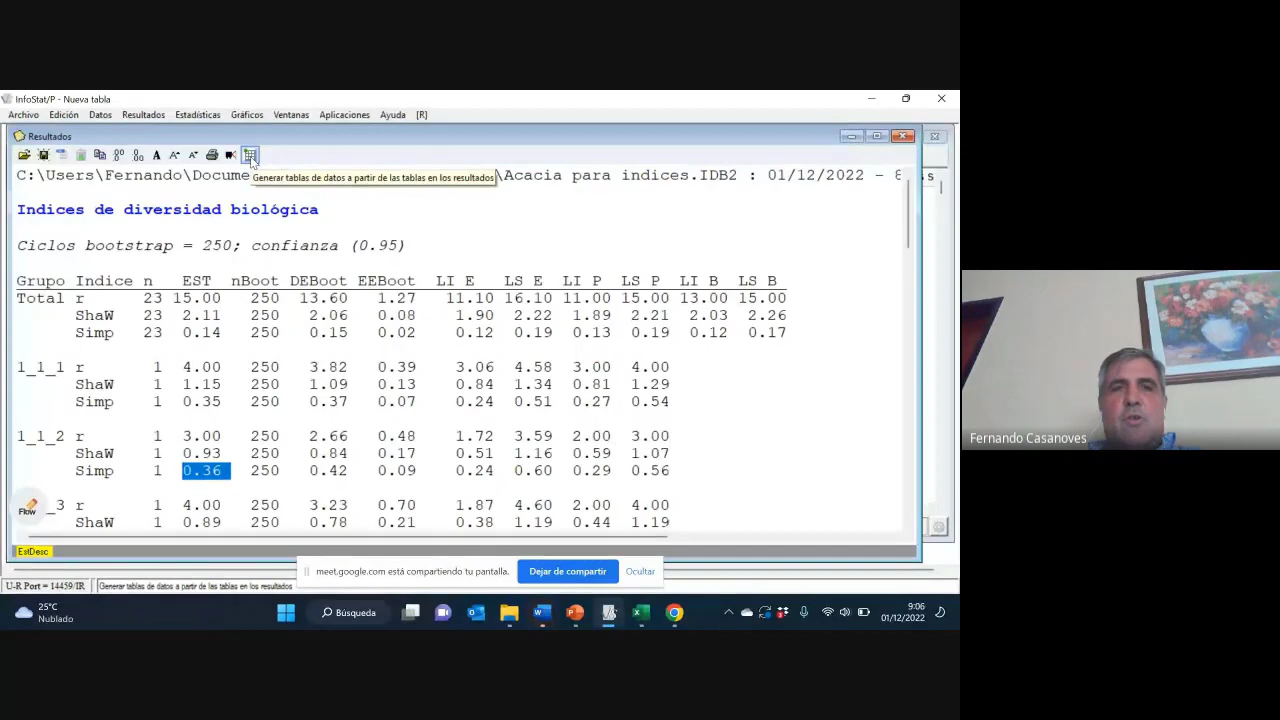 InfoStat/P - Nueva tabla
Archivo Edición Datos Resultados Estadísticas Gráficos Ventanas Aplicaciones Ayuda [R]
Resultados
C:\Users\Fernando\Docume \Acacia para indices.IDB2 : 01/12/2022 - 8
Generar tablas de datos a partir de las tablas en los resultados
Indices de diversidad biológica
Ciclos bootstrap = 250; confianza (0.95)
Grupo Indice n EST nBoot DEBoot EEBoot LI E LS E LI P LS P LI B LS B
Total r 23 15.00 250 13.60 1.27 11.10 16.10 11.00 15.00 13.00 15.00
ShaW 23 2.11 250 2.06 0.08 1.90 2.22 1.89 2.21 2.03 2.26
Simp 23 0.14 250 0.15 0.02 0.12 0.19 0.13 0.19 0.12 0.17
1_1_1 r 1 4.00 250 3.82 0.39 3.06 4.58 3.00 4.00
ShaW 1 1.15 250 1.09 0.13 0.84 1.34 0.81 1.29
Simp 1 0.35 250 0.37 0.07 0.24 0.51 0.27 0.54
1_1_2 r 1 3.00 250 2.66 0.48 1.72 3.59 2.00 3.00
ShaW 1 0.93 250 0.84 0.17 0.51 1.16 0.59 1.07
Simp 1 0.36 250 0.42 0.09 0.24 0.60 0.29 0.56
_3 r 1 4.00 250 3.23 0.70 1.87 4.60 2.00 4.00
ShaW 1 0.89 250 0.78 0.21 0.38 1.19 0.44 1.19
Flow
EstDesc
meet.google.com está compartiendo tu pantalla. Dejar de compartir Ocultar
U-R Port = 14459/IR Generar tablas de datos a partir de las tablas en los resultados
25°C
Nublado
Búsqueda
9:06
01/12/2022
Fernando Casanoves